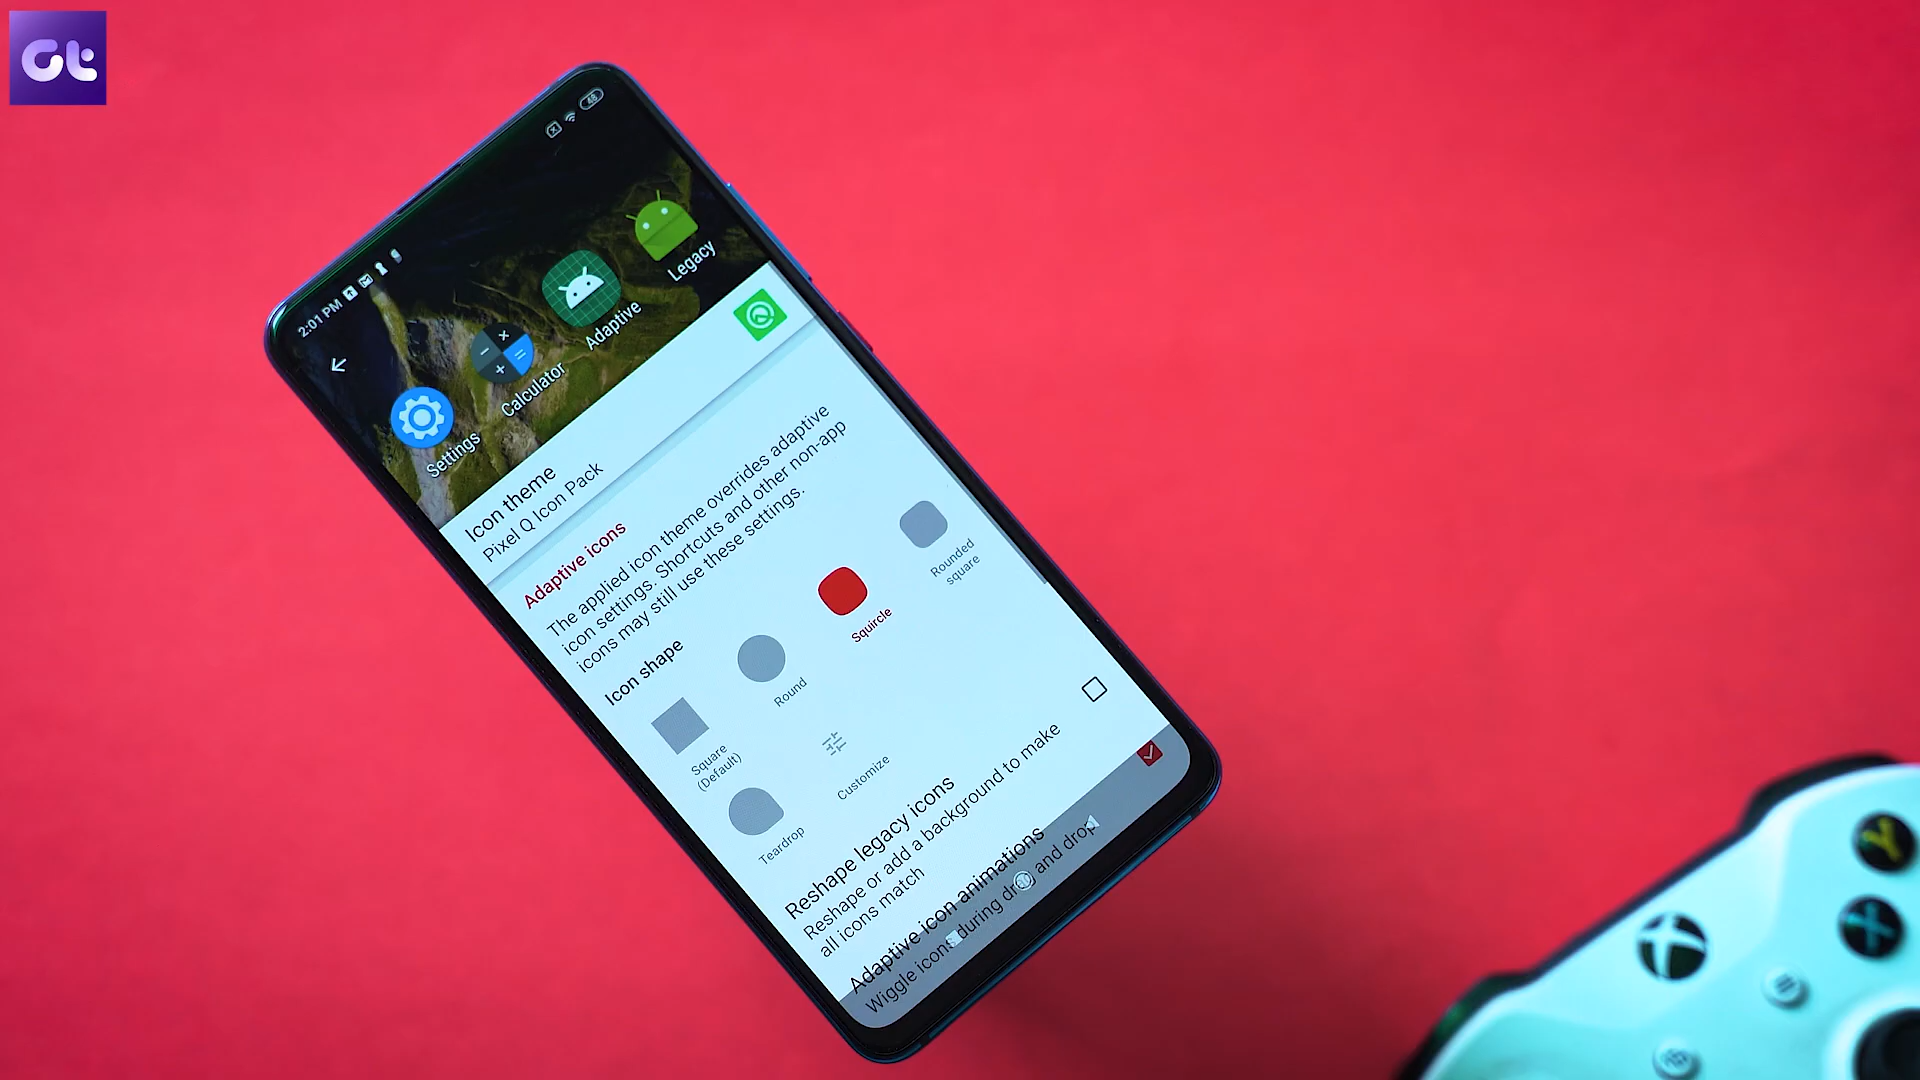 Gt
2:01 PM
48
Settings
Calculator
Adaptive
Legacy
Icon theme
Pixel Q Icon Pack
Adaptive icons
The applied icon theme overrides adaptive
icon settings. Shortcuts and other non-app
icons may still use these settings.
Icon shape
Square
(Default)
Round
Squircle
Rounded
square
Teardrop
Customize
Reshape legacy icons
Reshape or add a background to make
all icons match
Adaptive icon animations
Wiggle icons during drag and drop
Y
X